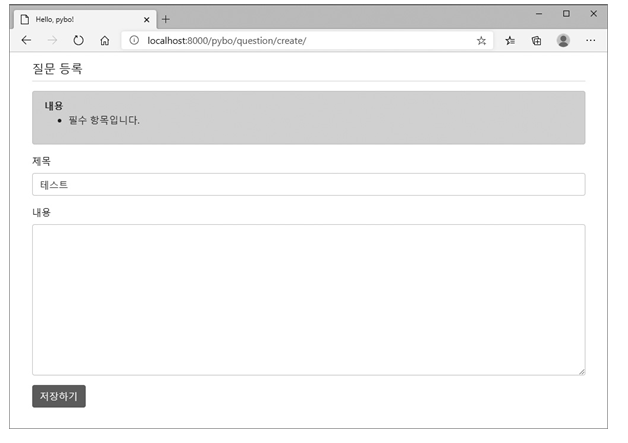 Hello, pybo!
localhost:8000/pybo/question/create/
질문 등록
내용
필수 항목입니다.
제목
테스트
내용
저장하기